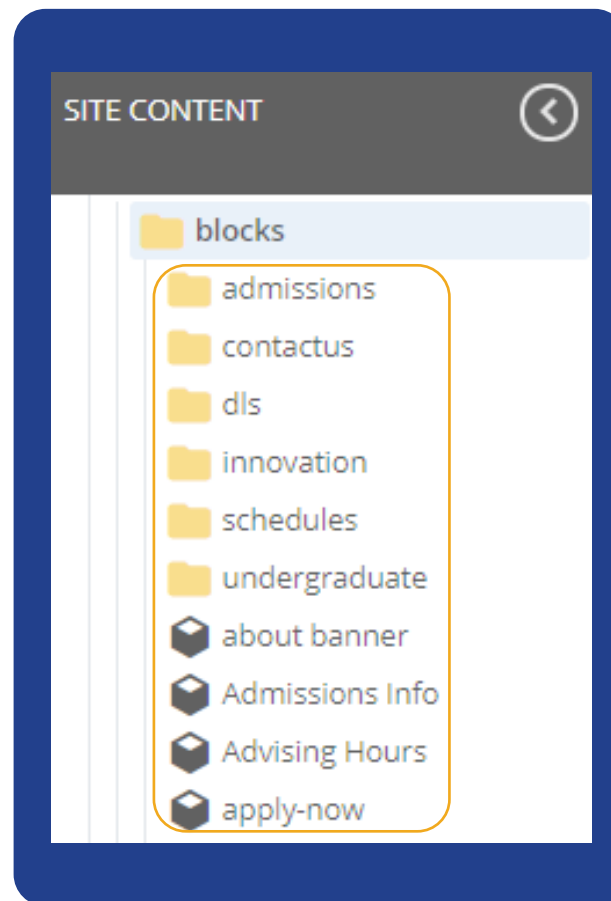 SITE CONTENT
blocks
admissions
contactus
dls
innovation
schedules
undergraduate
about banner
Admissions Info
Advising Hours
apply-now